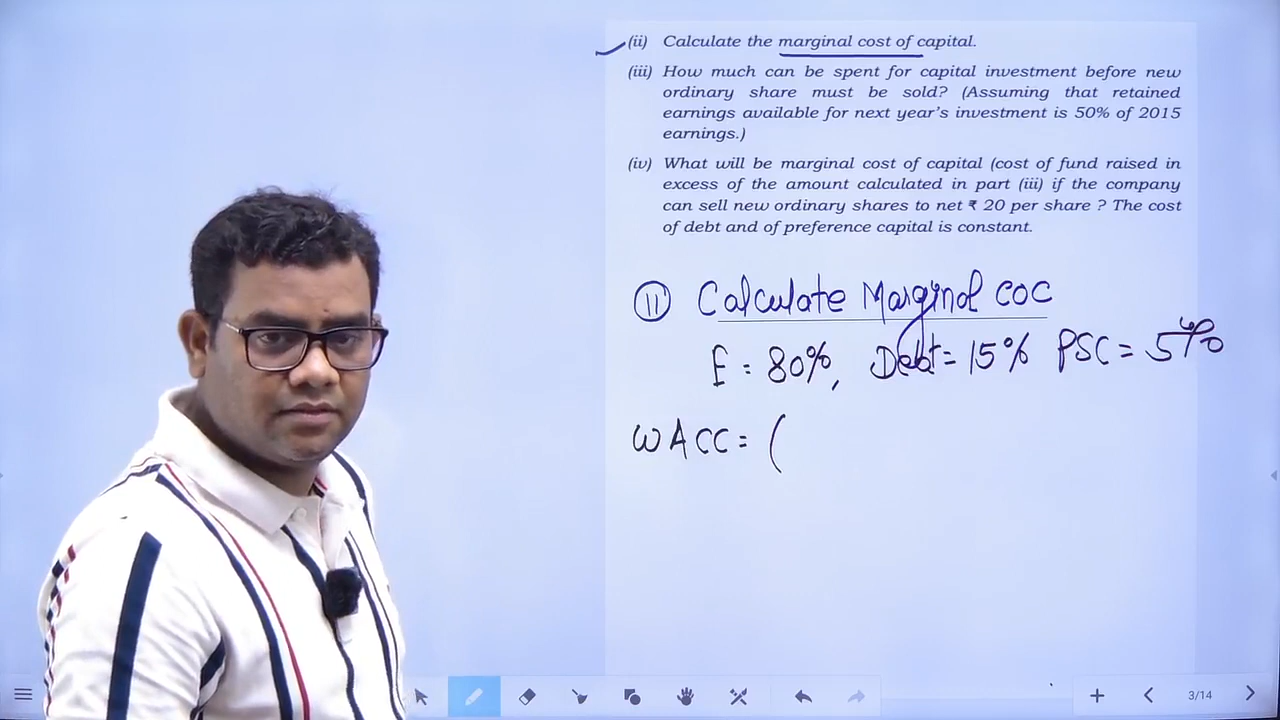 (ii) Calculate the marginal cost of capital.
(iii) How much can be spent for capital investment before new
ordinary share must be sold? (Assuming that retained
earnings available for next year's investment is 50% of 2015
earnings.)
(iv) What will be marginal cost of capital (cost of fund raised in
excess of the amount calculated in part (iii) if the company
can sell new ordinary shares to net ₹ 20 per share ? The cost
of debt and of preference capital is constant.
(ii) Calculate Marginal COC
E = 80%, Debt = 15% PSC = 5%
WACC = (
3/14